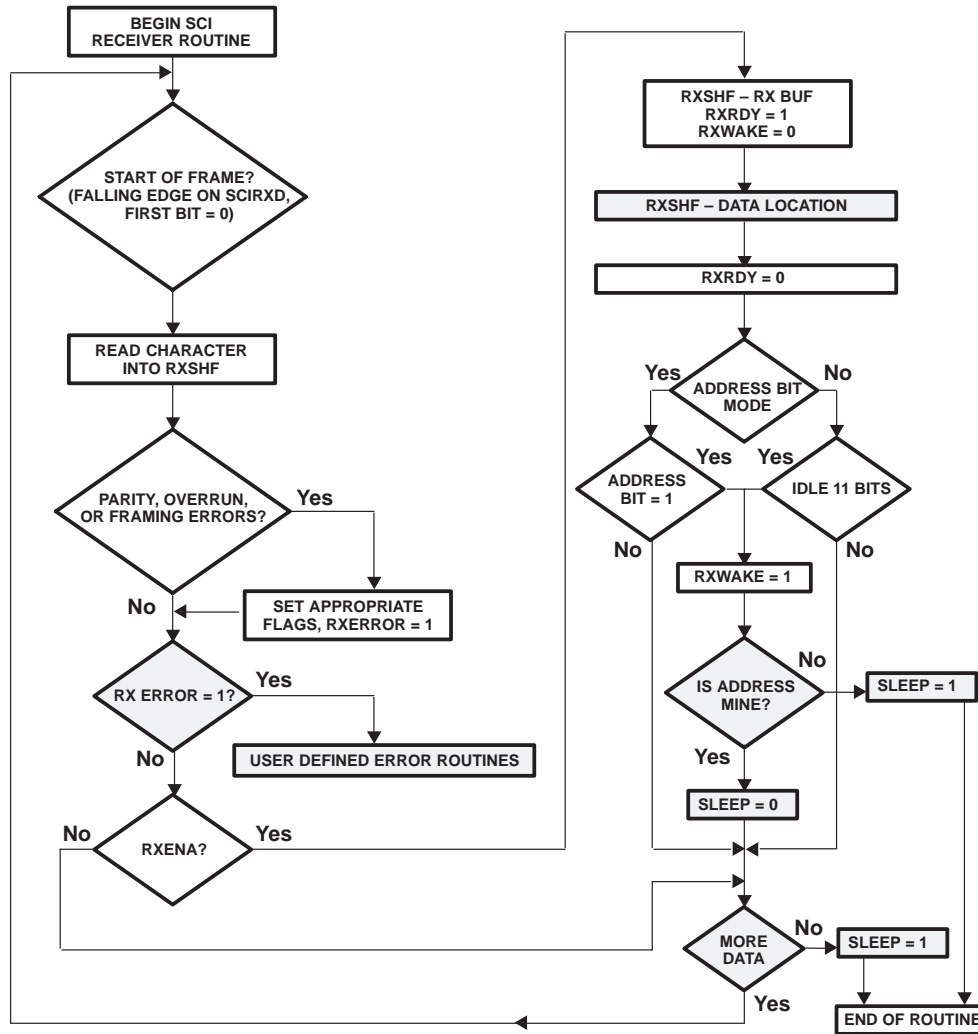 BEGIN SCI
RECEIVER ROUTINE
START OF FRAME?
(FALLING EDGE ON SCIRXD,
FIRST BIT = 0)
READ CHARACTER
INTO RXSHF
PARITY, OVERRUN,
OR FRAMING ERRORS?
Yes
No
SET APPROPRIATE
FLAGS, RXERROR = 1
RX ERROR = 1?
Yes
No
USER DEFINED ERROR ROUTINES
No
RXENA?
Yes
RXSHF – RX BUF
RXRDY = 1
RXWAKE = 0
RXSHF – DATA LOCATION
RXRDY = 0
Yes
ADDRESS BIT
MODE
No
ADDRESS
BIT = 1
Yes
Yes
IDLE 11 BITS
No
No
RXWAKE = 1
IS ADDRESS
MINE?
No
SLEEP = 1
Yes
SLEEP = 0
MORE
DATA
No
SLEEP = 1
Yes
END OF ROUTINE